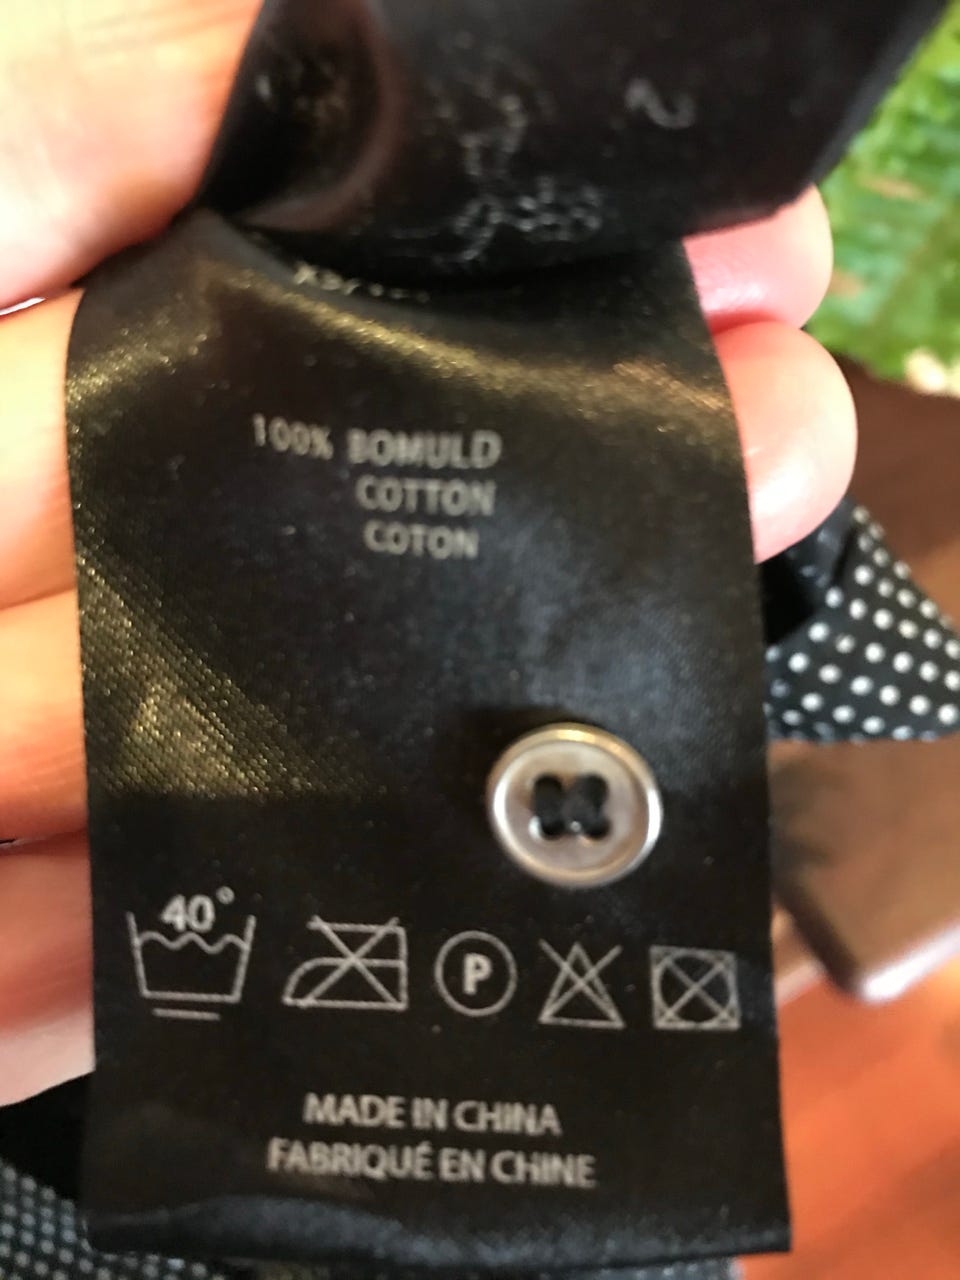 100% BOMULD
COTTON
COTON
40°
P
MADE IN CHINA
FABRIQUÉ EN CHINE